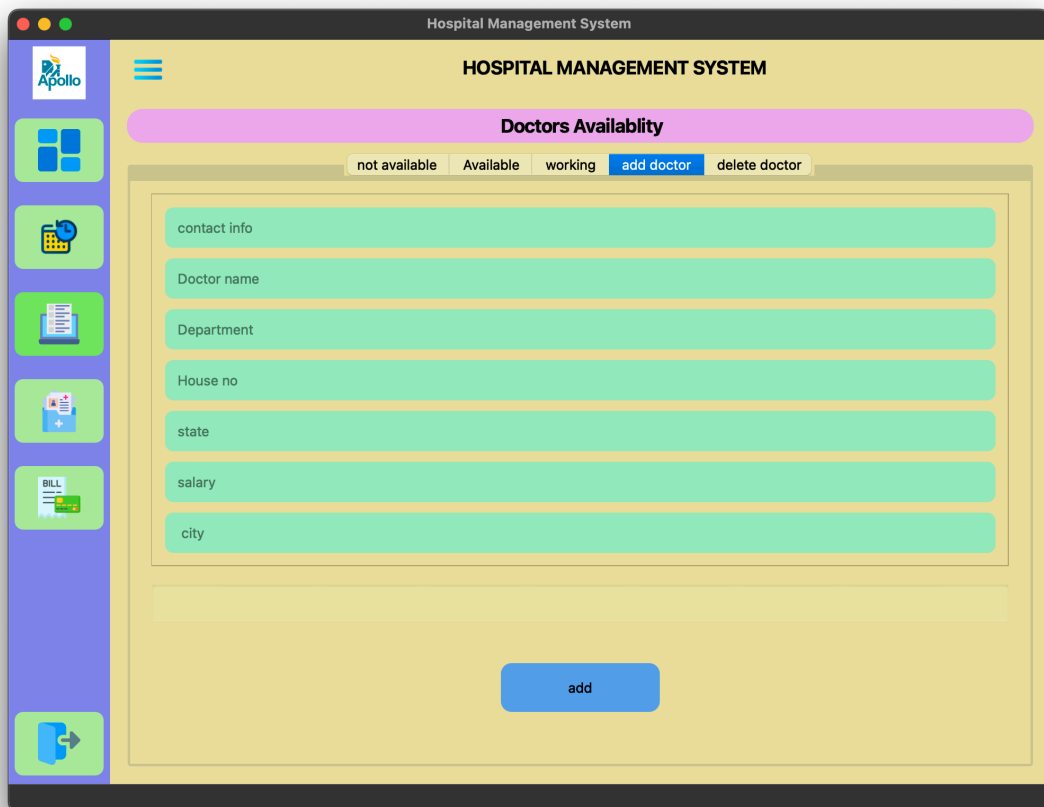 Hospital Management System
Apollo
HOSPITAL MANAGEMENT SYSTEM
Doctors Availablity
not available Available working add doctor delete doctor
contact info
Doctor name
Department
House no
state
salary
city
BILL
add